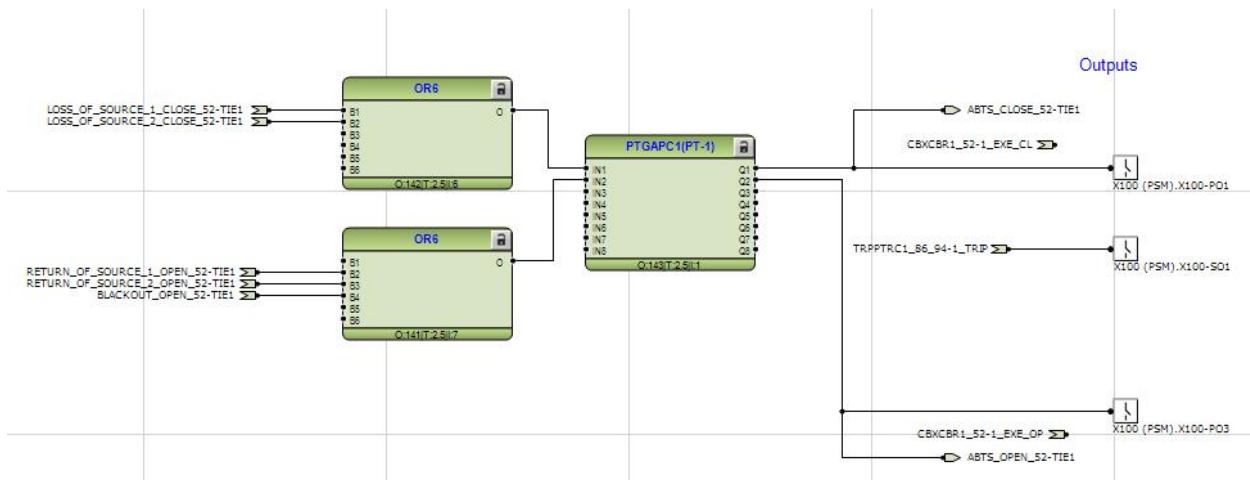 Outputs
OR6
LOSS_OF_SOURCE_1_CLOSE_52-TIE1
LOSS_OF_SOURCE_2_CLOSE_52-TIE1
B1
B2
B3
B4
B5
B6
O
O:142|T:2.5|I:6
ABTS_CLOSE_52-TIE1
CBXCBR1_52-1_EXE_CL
PTGAPC1(PT-1)
IN1
IN2
IN3
IN4
IN5
IN6
IN7
IN8
Q1
Q2
Q3
Q4
Q5
Q6
Q7
Q8
O:143|T:2.5|I:1
X100 (PSM).X100-PO1
OR6
RETURN_OF_SOURCE_1_OPEN_52-TIE1
RETURN_OF_SOURCE_2_OPEN_52-TIE1
BLACKOUT_OPEN_52-TIE1
B1
B2
B3
B4
B5
B6
O
O:141|T:2.5|I:7
TRPPTRC1_86_94-1_TRIP
X100 (PSM).X100-SO1
X100 (PSM).X100-PO3
CBXCBR1_52-1_EXE_OP
ABTS_OPEN_52-TIE1